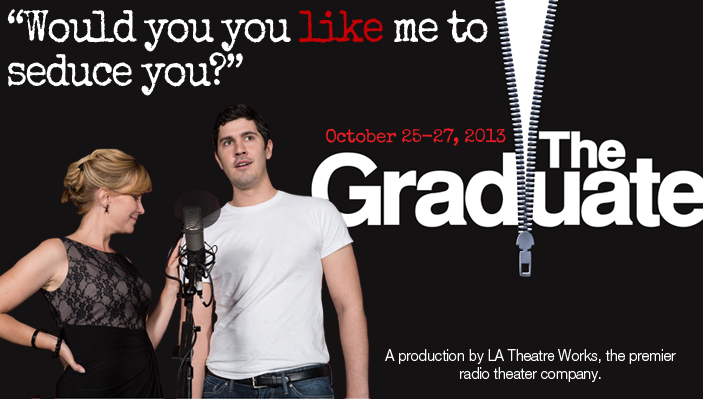 “Would you you like me to
seduce you?”
October 25-27, 2013
The
Graduate
A production by LA Theatre Works, the premier
radio theater company.